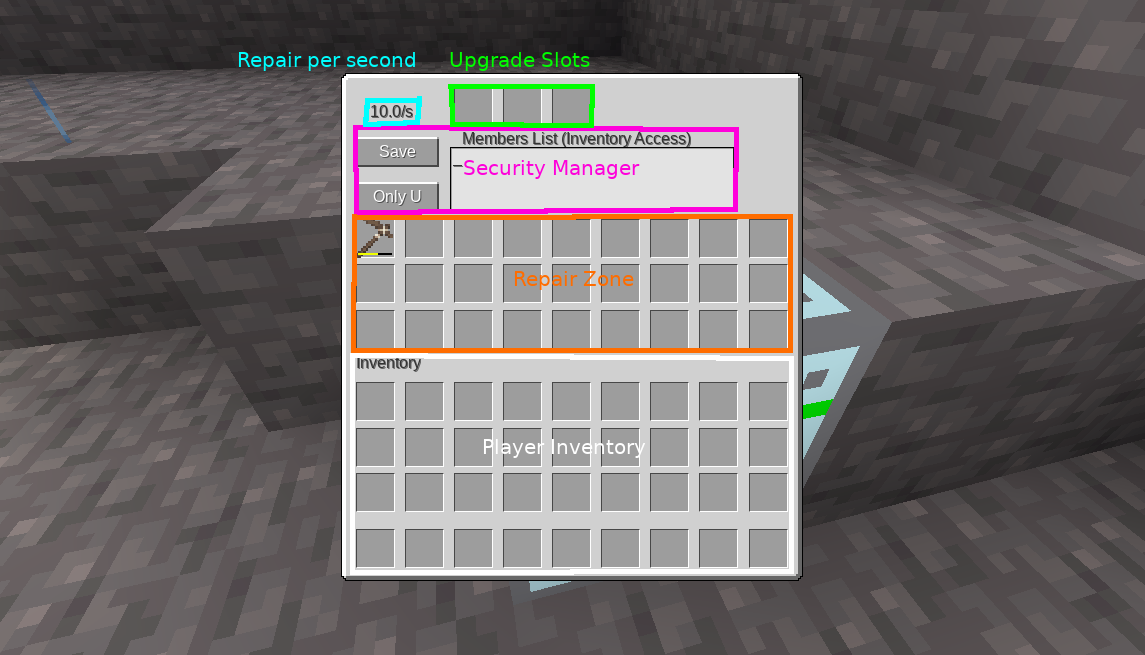 Repair per second
Upgrade Slots
10.0/s
Members List (Inventory Access)
Save
Security Manager
Only U
Repair Zone
Inventory
Player Inventory